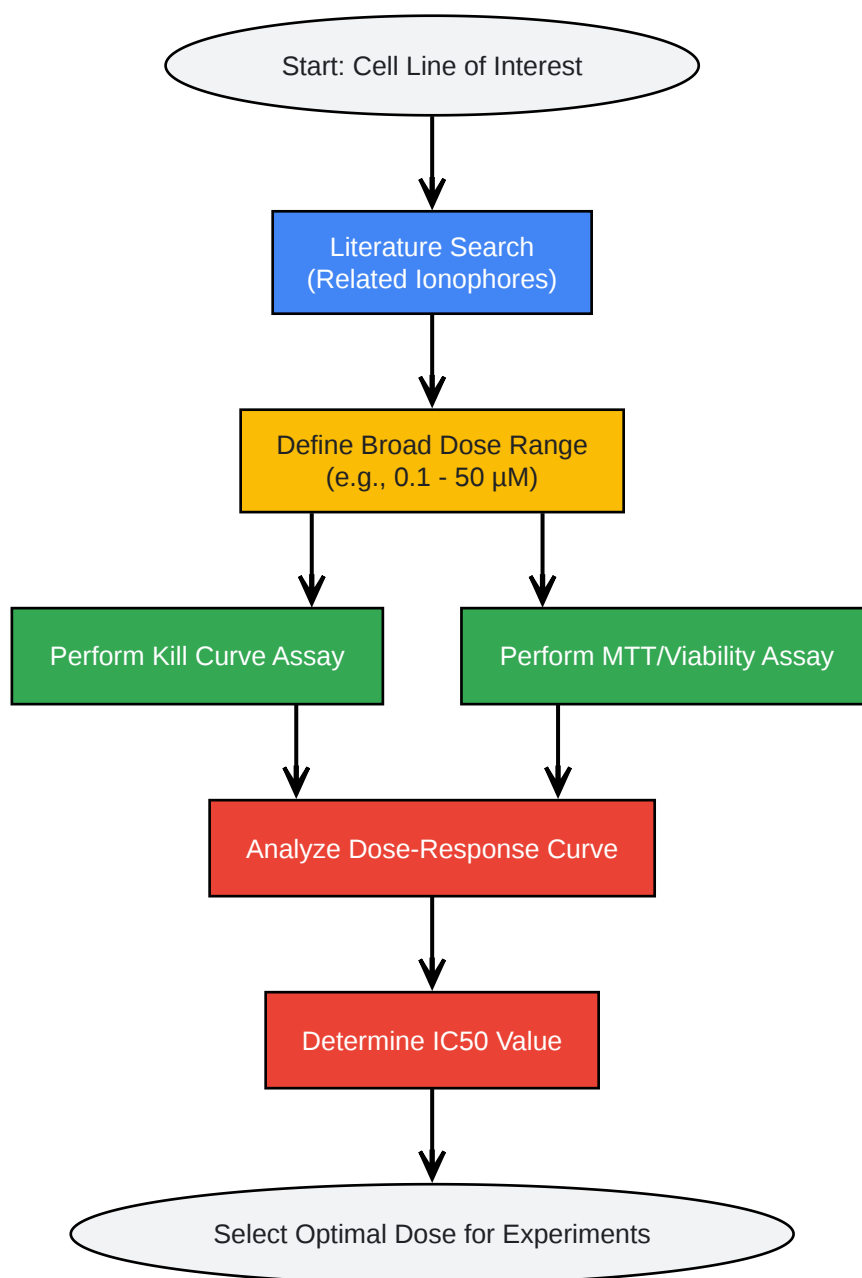 Start: Cell Line of Interest
Literature Search
(Related Ionophores)
Define Broad Dose Range
(e.g., 0.1 - 50 µM)
Perform Kill Curve Assay
Perform MTT/Viability Assay
Analyze Dose-Response Curve
Determine IC50 Value
Select Optimal Dose for Experiments